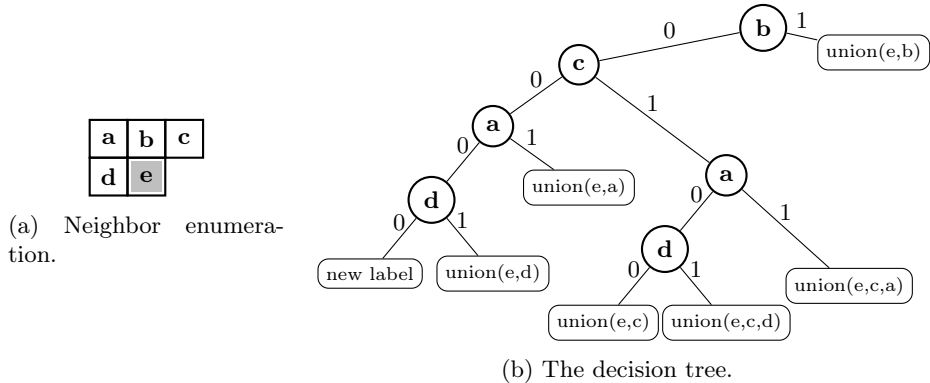 a b c
d e
(a) Neighbor enumera-
tion.
b
0 1
union(e,b)
c
0 1
a
0 1
union(e,a)
a
0 1
d
0 1
d
0 1
new label
union(e,d)
union(e,c,a)
union(e,c)
union(e,c,d)
(b) The decision tree.